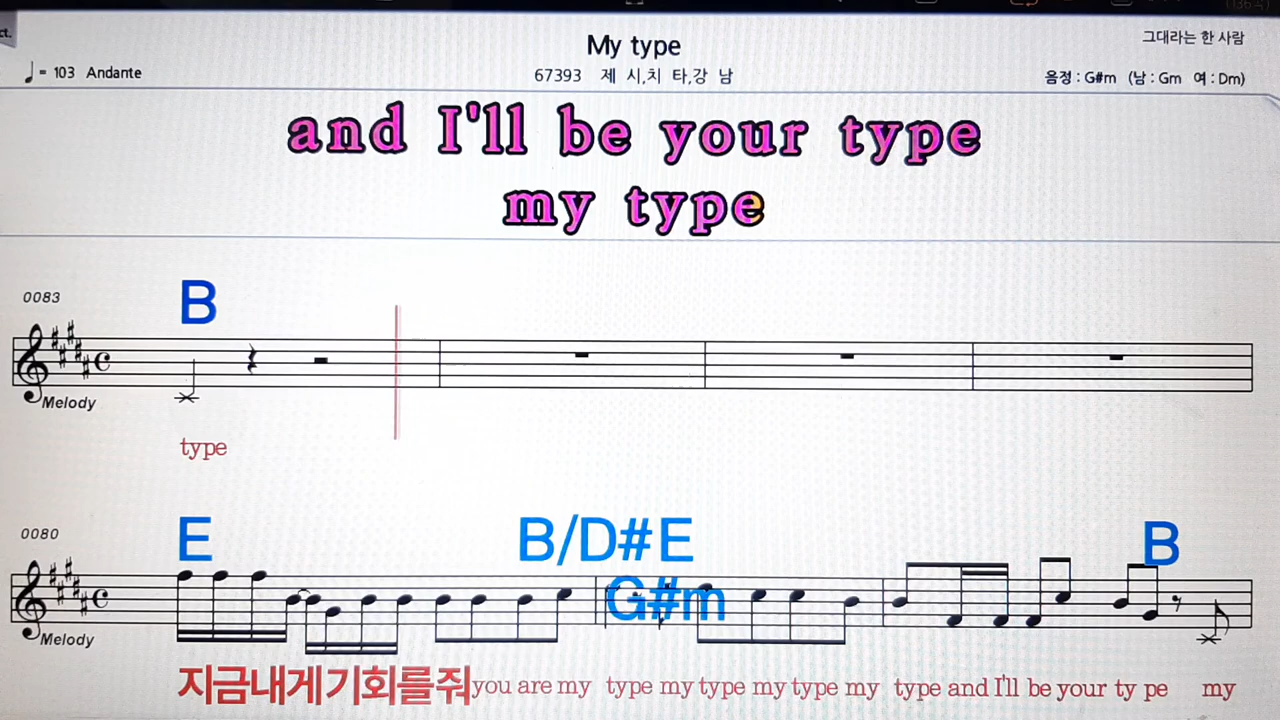 ct.
My type
그대라는 한 사람
♩= 103 Andante
67393 제 시,치 타,강 남
음정 : G#m (남 : Gm 여 : Dm)
and I'll be your type
my type
0083
B
Melody
type
0080
E B/D# E B
G#m
Melody
지금내게기회를줘you are my type my type my type my type and I'll be your ty pe my